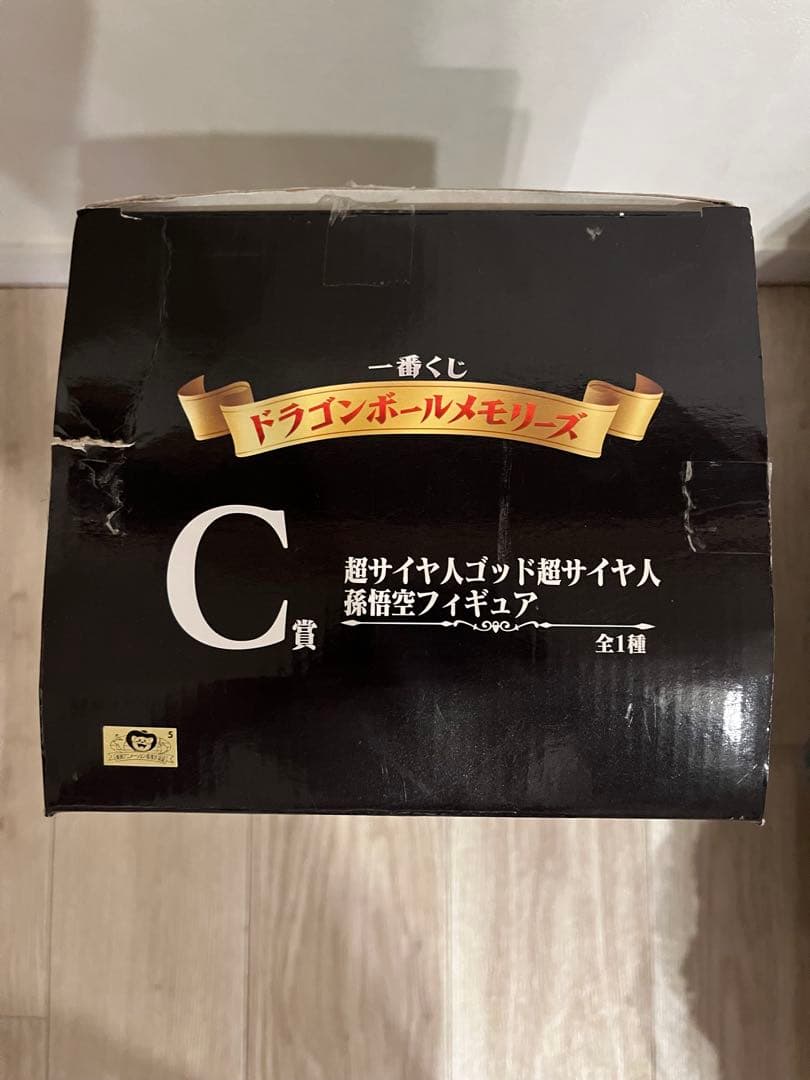 一番くじ
ドラゴンボールメモリーズ
C賞
超サイヤ人ゴッド超サイヤ人
孫悟空フィギュア
全1種
5